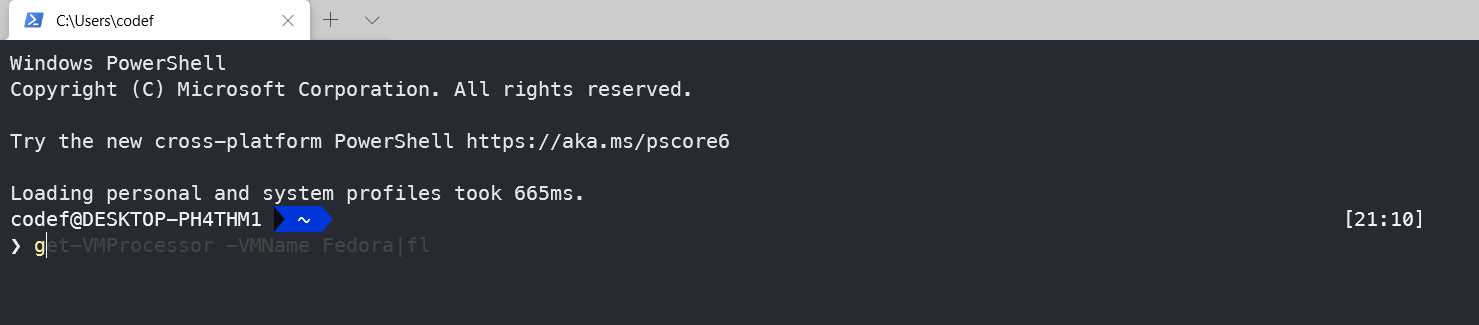 C:\Users\codef
Windows PowerShell
Copyright (C) Microsoft Corporation. All rights reserved.
Try the new cross-platform PowerShell https://aka.ms/pscore6
Loading personal and system profiles took 665ms.
codef@DESKTOP-PH4THM1 ~ [21:10]
❯ get-VMProcessor -VMName Fedora|fl